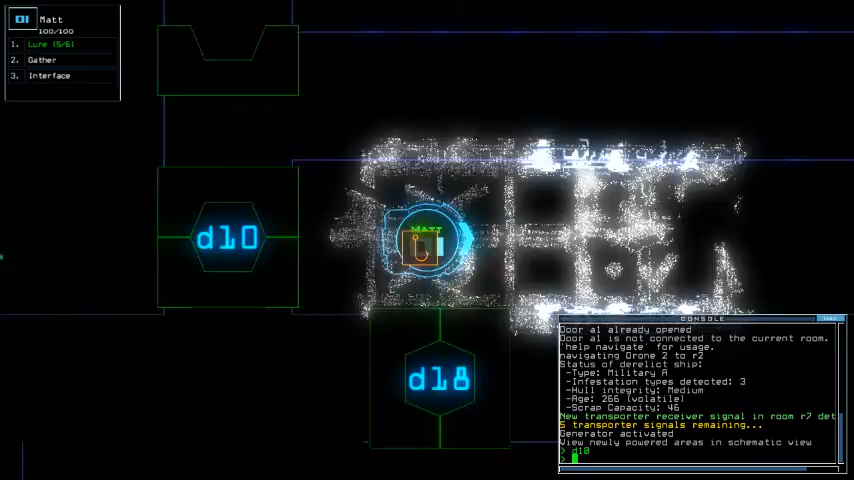 01 Matt
100/100
1. Lure (5/6)
2. Gather
3. Interface
d10
MATT
d18
CONSOLE
Door a1 already opened
Door a1 is not connected to the current room.
'help navigate' for usage.
navigating Drone 2 to r2
Status of derelict ship:
-Type: Military A
-Infestation types detected: 3
-Hull integrity: Medium
-Age: 266 (volatile)
-Scrap Capacity: 46
New transporter receiver signal in room r7 det
5 transporter signals remaining...
Generator activated
View newly powered areas in schematic view
> d10
>